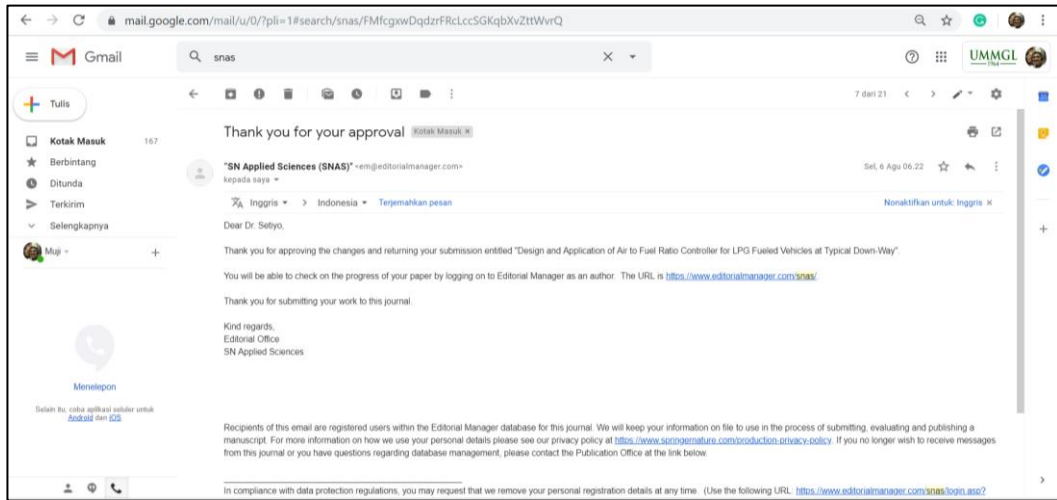 mail.google.com/mail/u/0/?pli=1#search/snas/FMfcgxwDqdzrFRcLccSGKqbXvZttWvrQ
Gmail
snas
UMMGL
1964
Tulis
7 dari 21
Kotak Masuk 167
Berbintang
Ditunda
Terkirim
Selengkapnya
Muji
Thank you for your approval Kotak Masuk ×
"SN Applied Sciences (SNAS)" <em@editorialmanager.com>
Sel, 6 Agu 06.22
kepada saya
Inggris > Indonesia Terjemahkan pesan
Nonaktifkan untuk: Inggris ×
Dear Dr. Setiyo,
Thank you for approving the changes and returning your submission entitled "Design and Application of Air to Fuel Ratio Controller for LPG Fueled Vehicles at Typical Down-Way".
You will be able to check on the progress of your paper by logging on to Editorial Manager as an author. The URL is https://www.editorialmanager.com/snas/.
Thank you for submitting your work to this journal.
Kind regards,
Editorial Office
SN Applied Sciences
Menelepon
Selain itu, coba aplikasi seluler untuk
Android dan iOS
Recipients of this email are registered users within the Editorial Manager database for this journal. We will keep your information on file to use in the process of submitting, evaluating and publishing a
manuscript. For more information on how we use your personal details please see our privacy policy at https://www.springernature.com/production-privacy-policy. If you no longer wish to receive messages
from this journal or you have questions regarding database management, please contact the Publication Office at the link below.
In compliance with data protection regulations, you may request that we remove your personal registration details at any time. (Use the following URL: https://www.editorialmanager.com/snas/login.asp?